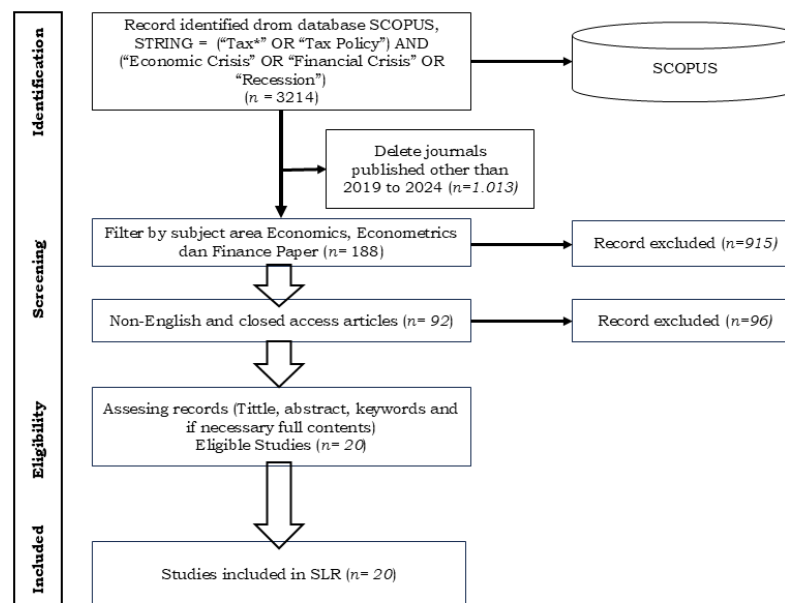 Identification
Record identified drom database SCOPUS,
STRING = (“Tax*” OR “Tax Policy”) AND
(“Economic Crisis” OR “Financial Crisis” OR
“Recession”)
(n = 3214)
SCOPUS
Delete journals
published other than
2019 to 2024 (n=1.013)
Screening
Filter by subject area Economics, Econometrics
dan Finance Paper (n= 188)
Record excluded (n=915)
Non-English and closed access articles (n= 92)
Record excluded (n=96)
Eligibility
Assesing records (Tittle, abstract, keywords and
if necessary full contents)
Eligible Studies (n= 20)
Included
Studies included in SLR (n= 20)